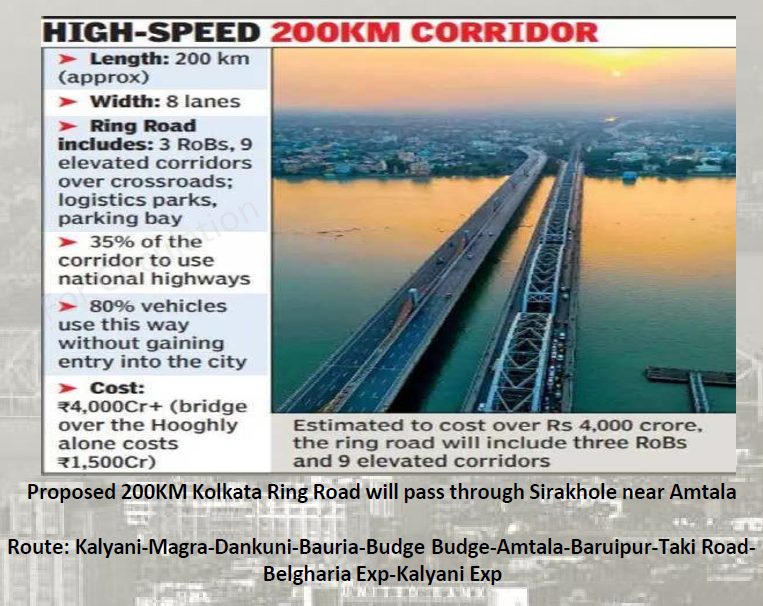 HIGH-SPEED 200KM CORRIDOR
➤ Length: 200 km
(approx)
➤ Width: 8 lanes
➤ Ring Road
includes: 3 RoBs, 9
elevated corridors
over crossroads;
logistics parks,
parking bay
➤ 35% of the
corridor to use
national highways
➤ 80% vehicles
use this way
without gaining
entry into the city
➤ Cost:
₹4,000Cr+ (bridge
over the Hooghly
alone costs
₹1,500Cr)
Estimated to cost over Rs 4,000 crore,
the ring road will include three RoBs
and 9 elevated corridors
Proposed 200KM Kolkata Ring Road will pass through Sirakhole near Amtala
Route: Kalyani-Magra-Dankuni-Bauria-Budge Budge-Amtala-Baruipur-Taki Road-
Belgharia Exp-Kalyani Exp
UNITED BANK